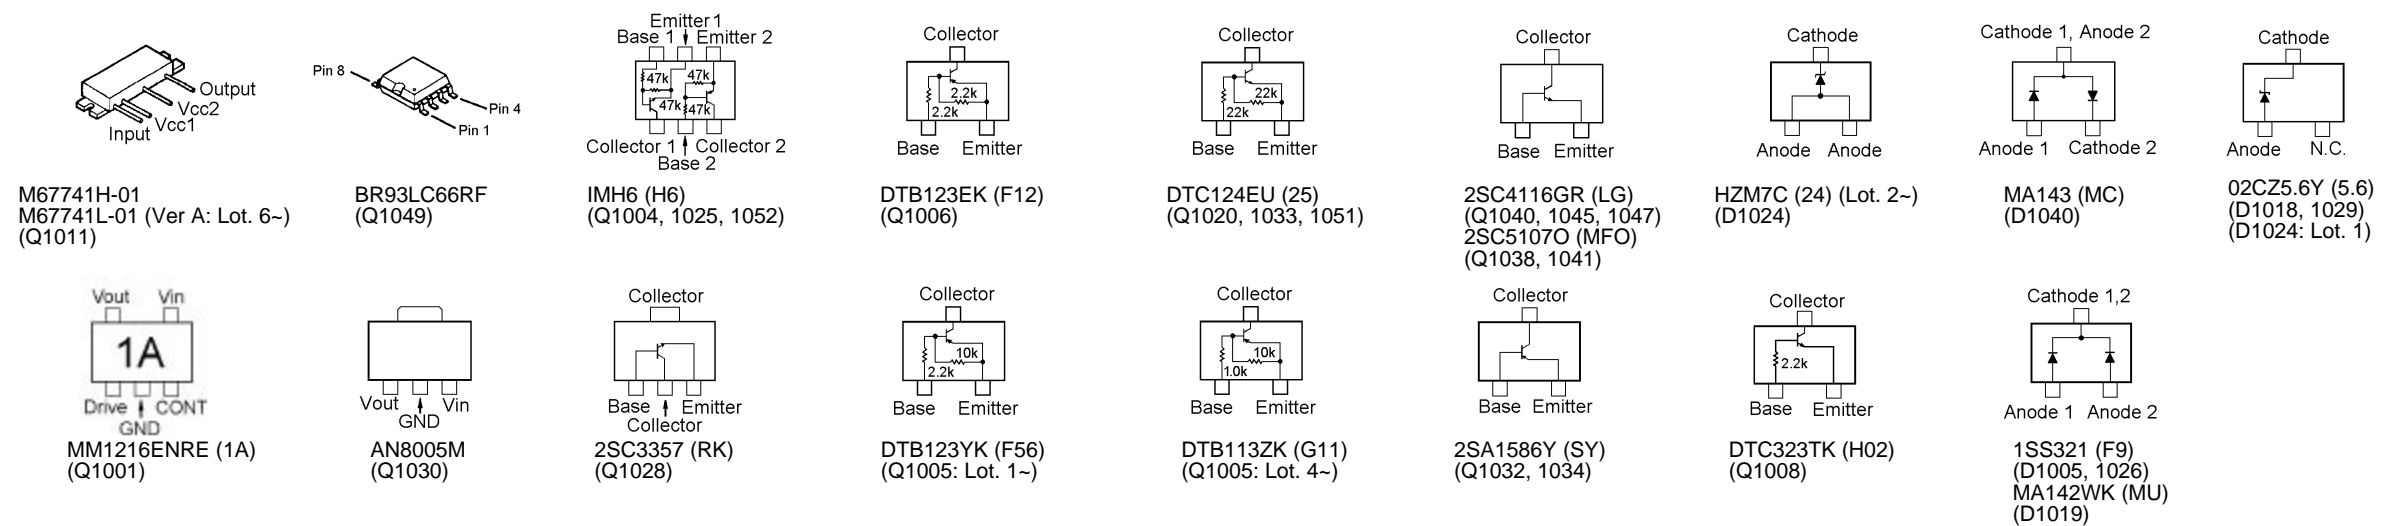 Output
Vcc2
Vcc1
Input
M67741H-01
M67741L-01 (Ver A: Lot. 6~)
(Q1011)
Pin 8
Pin 4
Pin 1
BR93LC66RF
(Q1049)
Emitter 1
Base 1 Emitter 2
47k 47k
47k 47k
Collector 1 Collector 2
Base 2
IMH6 (H6)
(Q1004, 1025, 1052)
Collector
2.2k
2.2k
Base Emitter
DTB123EK (F12)
(Q1006)
Collector
22k
22k
Base Emitter
DTC124EU (25)
(Q1020, 1033, 1051)
Collector
Base Emitter
2SC4116GR (LG)
(Q1040, 1045, 1047)
2SC5107O (MFO)
(Q1038, 1041)
Cathode
Anode Anode
HZM7C (24) (Lot. 2~)
(D1024)
Cathode 1, Anode 2
Anode 1 Cathode 2
MA143 (MC)
(D1040)
Cathode
Anode N.C.
02CZ5.6Y (5.6)
(D1018, 1029)
(D1024: Lot. 1)
Vout Vin
1A
Drive CONT
GND
MM1216ENRE (1A)
(Q1001)
Vout Vin
GND
AN8005M
(Q1030)
Collector
Base Emitter
Collector
2SC3357 (RK)
(Q1028)
Collector
10k
2.2k
Base Emitter
DTB123YK (F56)
(Q1005: Lot. 1~)
Collector
10k
1.0k
Base Emitter
DTB113ZK (G11)
(Q1005: Lot. 4~)
Collector
Base Emitter
2SA1586Y (SY)
(Q1032, 1034)
Collector
2.2k
Base Emitter
DTC323TK (H02)
(Q1008)
Cathode 1,2
Anode 1 Anode 2
1SS321 (F9)
(D1005, 1026)
MA142WK (MU)
(D1019)